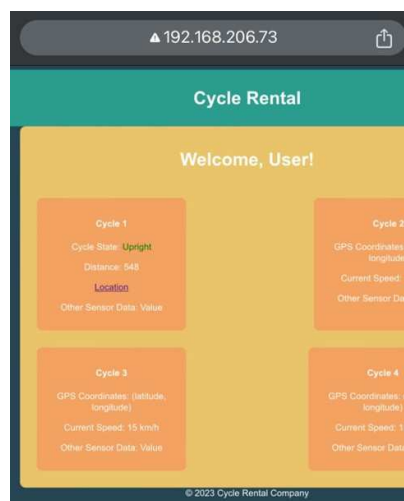 192.168.206.73
Cycle Rental
Welcome, User!
Cycle 1
Cycle State: Upright
Distance: 548
Location
Other Sensor Data: Value
Cycle 2
GPS Coordinates:
longitude
Current Speed:
Other Sensor Da
Cycle 3
GPS Coordinates: (latitude,
longitude)
Current Speed: 15 km/h
Other Sensor Data: Value
Cycle 4
GPS Coordinates:
longitude)
Current Speed: 1
Other Sensor Data
© 2023 Cycle Rental Company